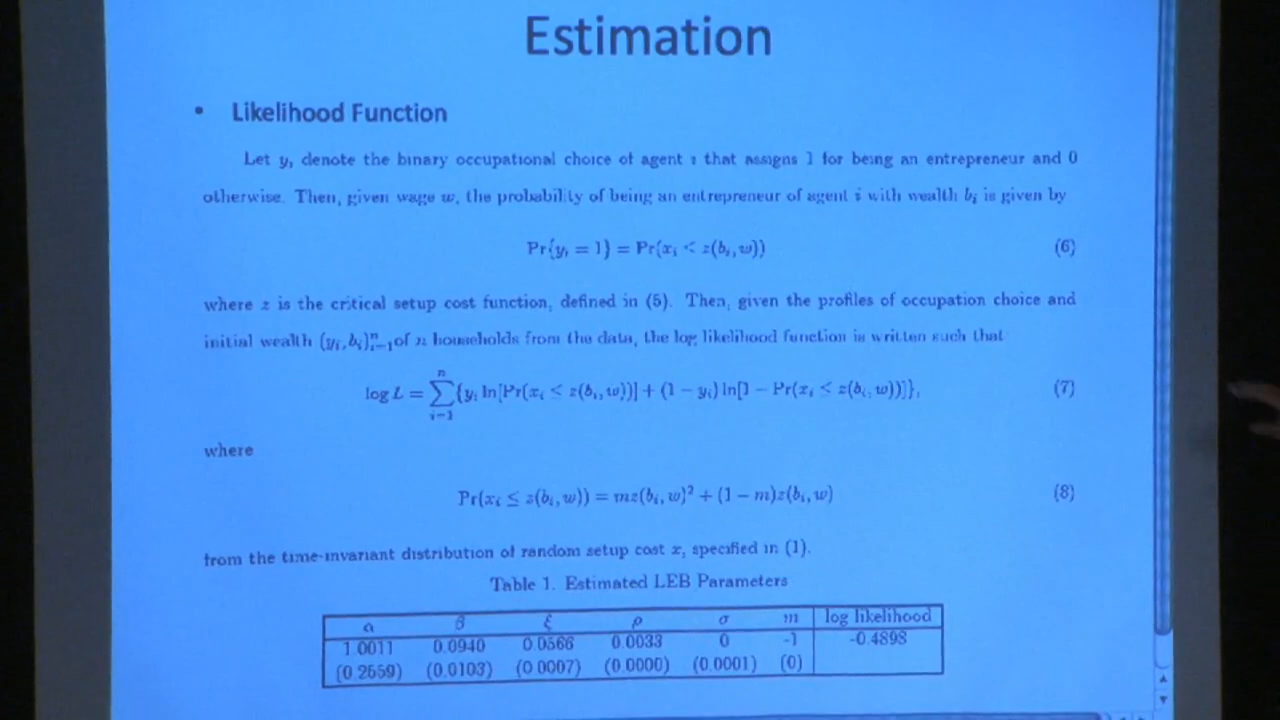 Estimation
• Likelihood Function
Let yᵢ denote the binary occupational choice of agent i that assigns 1 for being an entrepreneur and 0
otherwise. Then, given wage w, the probability of being an entrepreneur of agent i with wealth bᵢ is given by
Pr{yᵢ = 1} = Pr(xᵢ < z(bᵢ, w)) (6)
where z is the critical setup cost function, defined in (5). Then, given the profiles of occupation choice and
initial wealth (yᵢ, bᵢ)ⁿᵢ₌₁ of n households from the data, the log likelihood function is written such that
log L = ∑ⁿᵢ₌₁{yᵢ ln[Pr(xᵢ ≤ z(bᵢ, w))] + (1 − yᵢ) ln[1 − Pr(xᵢ ≤ z(bᵢ, w))]}, (7)
where
Pr(xᵢ ≤ z(bᵢ, w)) = mz(bᵢ, w)² + (1 − m)z(bᵢ, w) (8)
from the time-invariant distribution of random setup cost x, specified in (1).
Table 1. Estimated LEB Parameters
α β ξ ρ σ m log likelihood
1.0011 0.0940 0.0566 0.0033 0 -1 -0.4898
(0.2559) (0.0103) (0.0007) (0.0000) (0.0001) (0)